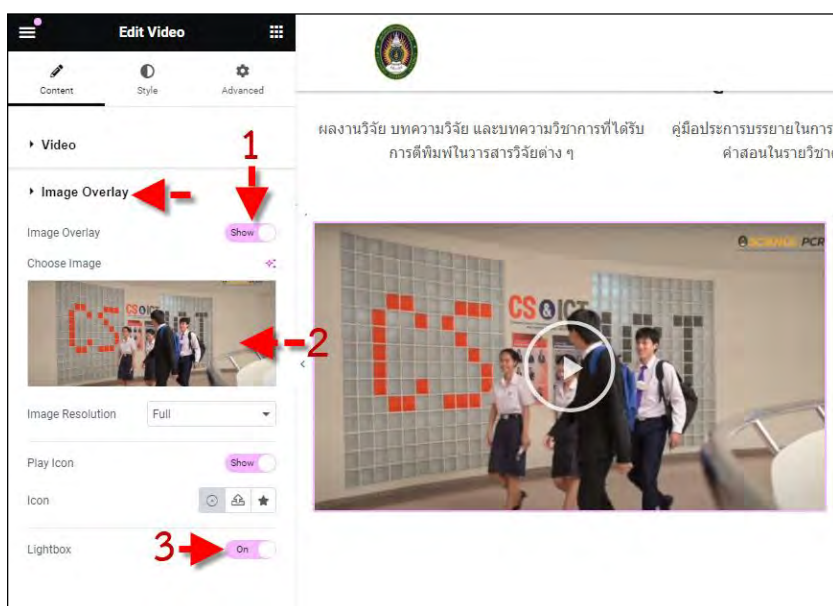 Edit Video
Content
Style
Advanced
Video
1
Image Overlay
Image Overlay
Show
Choose Image
2
Image Resolution
Full
Play Icon
Show
Icon
3
Lightbox
On
ผลงานวิจัย บทความวิจัย และบทความวิชาการที่ได้รับ
การตีพิมพ์ในวารสารวิจัยต่าง ๆ
คู่มือประการบรรยายในการ
คำสอนในรายวิชา
SCIENCE PCR
CS & ICT
CS